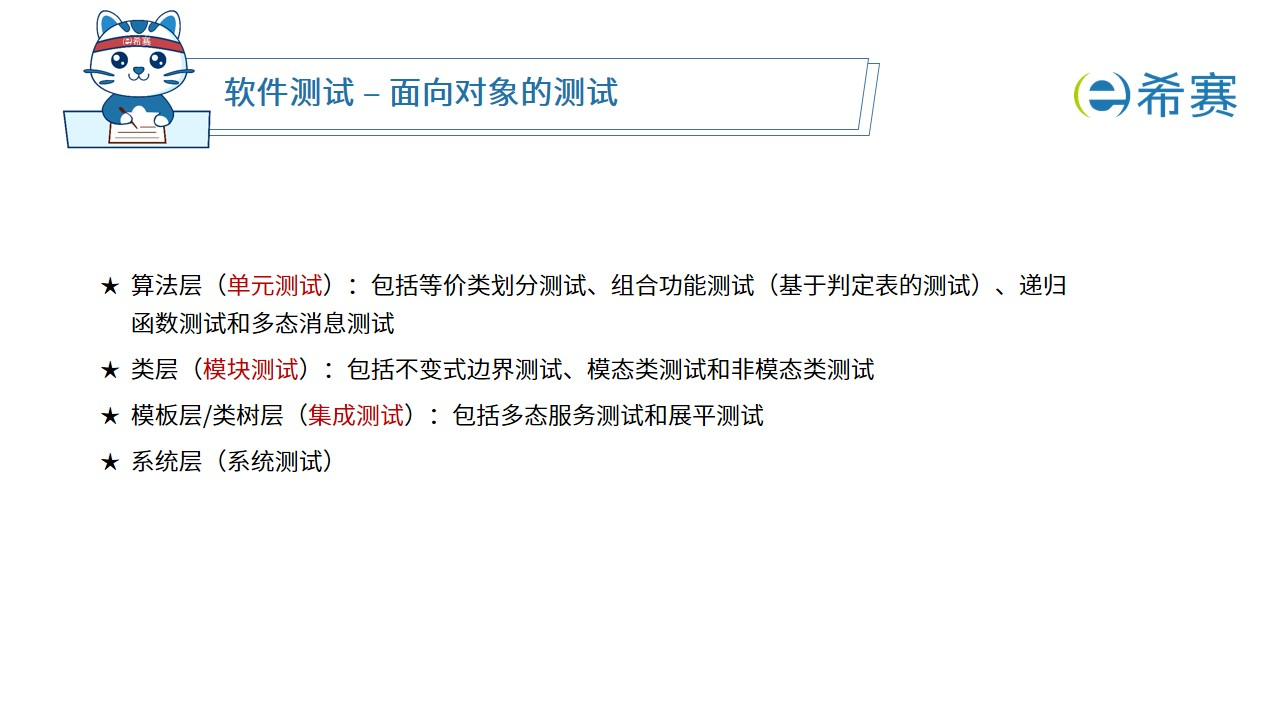 软件测试 – 面向对象的测试
希赛
希赛
★ 算法层（单元测试）：包括等价类划分测试、组合功能测试（基于判定表的测试）、递归
函数测试和多态消息测试
★ 类层（模块测试）：包括不变式边界测试、模态类测试和非模态类测试
★ 模板层/类树层（集成测试）：包括多态服务测试和展平测试
★ 系统层（系统测试）